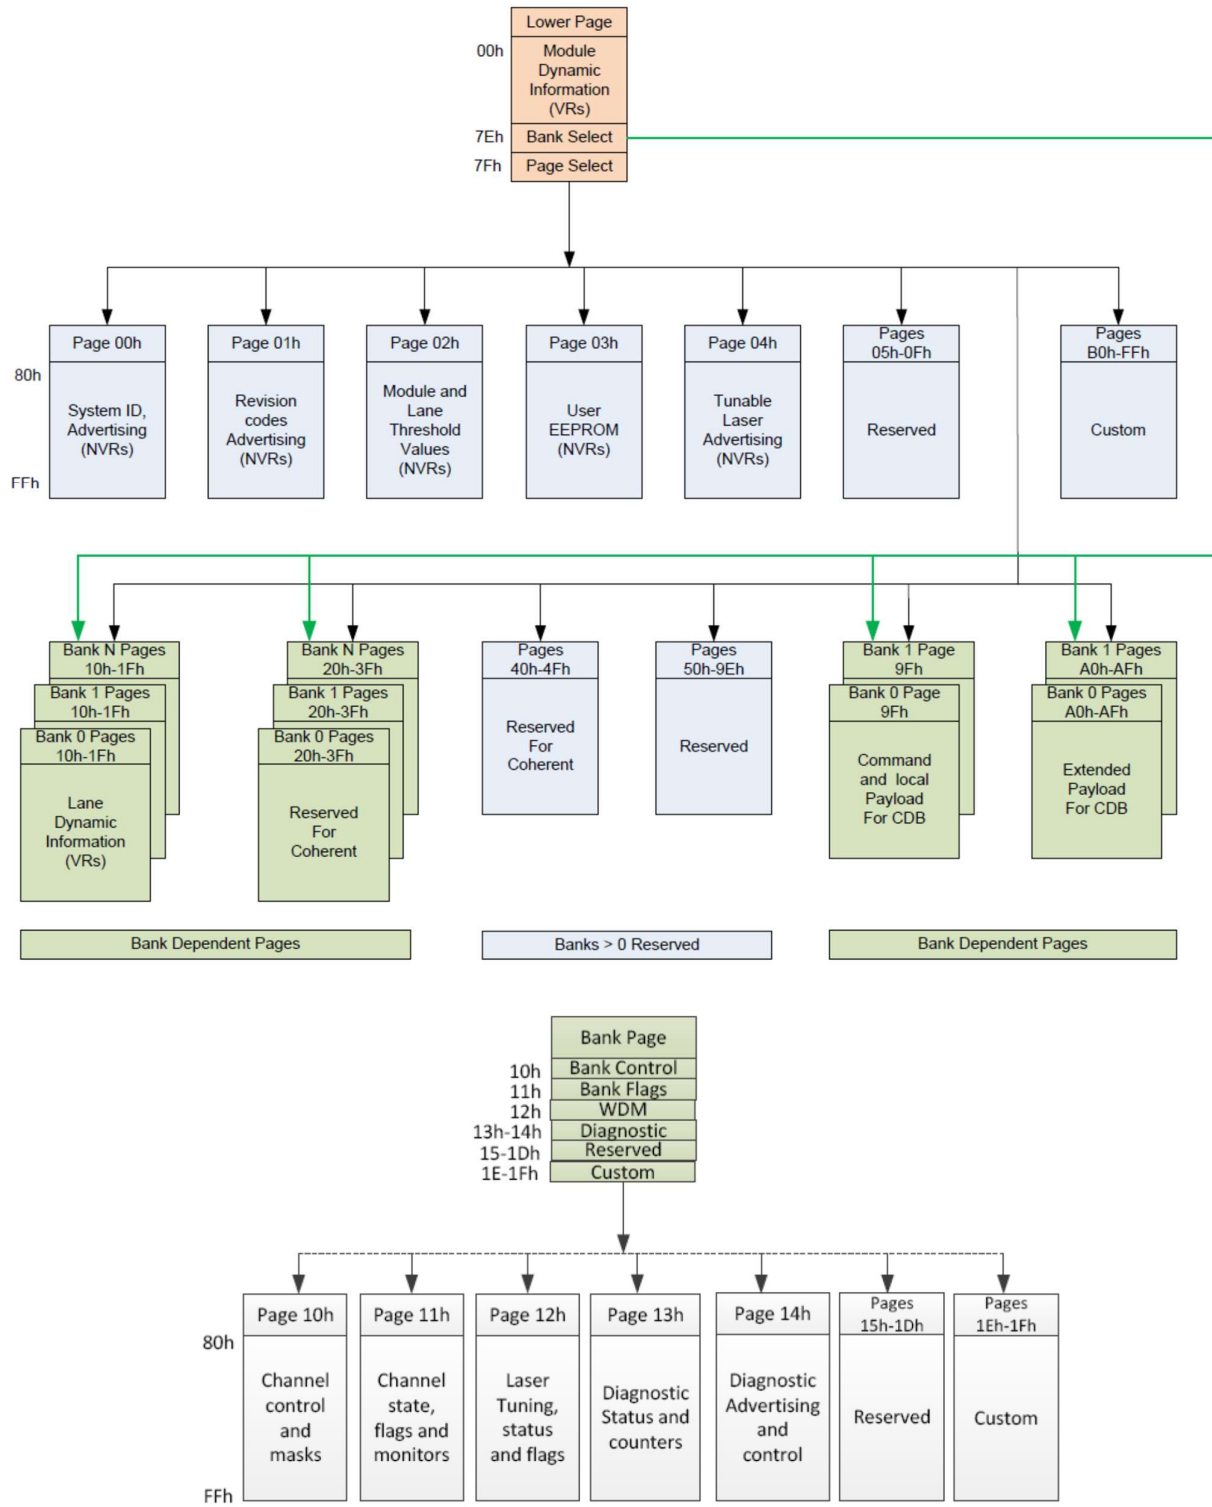 Lower Page
00h
Module
Dynamic
Information
(VRs)
7Eh
Bank Select
7Fh
Page Select
Page 00h
Page 01h
Page 02h
Page 03h
Page 04h
Pages
05h-0Fh
Pages
B0h-FFh
80h
System ID,
Advertising
(NVRs)
Revision
codes
Advertising
(NVRs)
Module and
Lane
Threshold
Values
(NVRs)
User
EEPROM
(NVRs)
Tunable
Laser
Advertising
(NVRs)
Reserved
Custom
FFh
Bank N Pages
10h-1Fh
Bank 1 Pages
10h-1Fh
Bank 0 Pages
10h-1Fh
Lane
Dynamic
Information
(VRs)
Bank N Pages
20h-3Fh
Bank 1 Pages
20h-3Fh
Bank 0 Pages
20h-3Fh
Reserved
For
Coherent
Pages
40h-4Fh
Reserved
For
Coherent
Pages
50h-9Eh
Reserved
Bank 1 Page
9Fh
Bank 0 Page
9Fh
Command
and local
Payload
For CDB
Bank 1 Pages
A0h-AFh
Bank 0 Pages
A0h-AFh
Extended
Payload
For CDB
Bank Dependent Pages
Banks > 0 Reserved
Bank Dependent Pages
Bank Page
10h
Bank Control
11h
Bank Flags
12h
WDM
13h-14h
Diagnostic
15-1Dh
Reserved
1E-1Fh
Custom
Page 10h
Page 11h
Page 12h
Page 13h
Page 14h
Pages
15h-1Dh
Pages
1Eh-1Fh
80h
Channel
control
and
masks
Channel
state,
flags and
monitors
Laser
Tuning,
status
and flags
Diagnostic
Status and
counters
Diagnostic
Advertising
and
control
Reserved
Custom
FFh